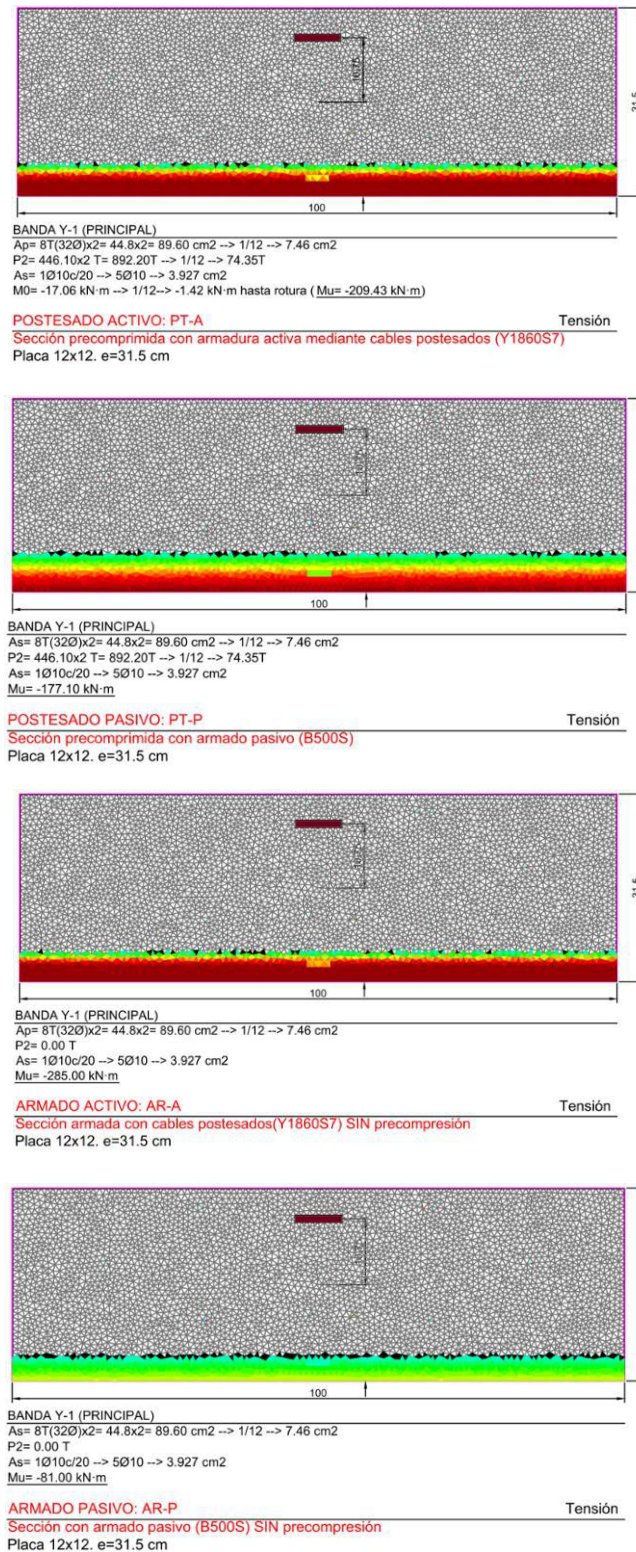 31.5
100
BANDA Y-1 (PRINCIPAL)
Ap= 8T(32Ø)x2= 44.8x2= 89.60 cm2 --> 1/12 --> 7.46 cm2
P2= 446.10x2 T= 892.20T --> 1/12 --> 74.35T
As= 1Ø10c/20 --> 5Ø10 --> 3.927 cm2
M0= -17.06 kN·m --> 1/12--> -1.42 kN·m hasta rotura ( Mu= -209.43 kN·m )
POSTESADO ACTIVO: PT-A Tensión
Sección precomprimida con armadura activa mediante cables postesados (Y1860S7)
Placa 12x12. e=31.5 cm
100
BANDA Y-1 (PRINCIPAL)
As= 8T(32Ø)x2= 44.8x2= 89.60 cm2 --> 1/12 --> 7.46 cm2
P2= 446.10x2 T= 892.20T --> 1/12 --> 74.35T
As= 1Ø10c/20 --> 5Ø10 --> 3.927 cm2
Mu= -177.10 kN·m
POSTESADO PASIVO: PT-P Tensión
Sección precomprimida con armado pasivo (B500S)
Placa 12x12. e=31.5 cm
31.5
100
BANDA Y-1 (PRINCIPAL)
Ap= 8T(32Ø)x2= 44.8x2= 89.60 cm2 --> 1/12 --> 7.46 cm2
P2= 0.00 T
As= 1Ø10c/20 --> 5Ø10 --> 3.927 cm2
Mu= -285.00 kN·m
ARMADO ACTIVO: AR-A Tensión
Sección armada con cables postesados(Y1860S7) SIN precompresión
Placa 12x12. e=31.5 cm
100
BANDA Y-1 (PRINCIPAL)
As= 8T(32Ø)x2= 44.8x2= 89.60 cm2 --> 1/12 --> 7.46 cm2
P2= 0.00 T
As= 1Ø10c/20 --> 5Ø10 --> 3.927 cm2
Mu= -81.00 kN·m
ARMADO PASIVO: AR-P Tensión
Sección con armado pasivo (B500S) SIN precompresión
Placa 12x12. e=31.5 cm